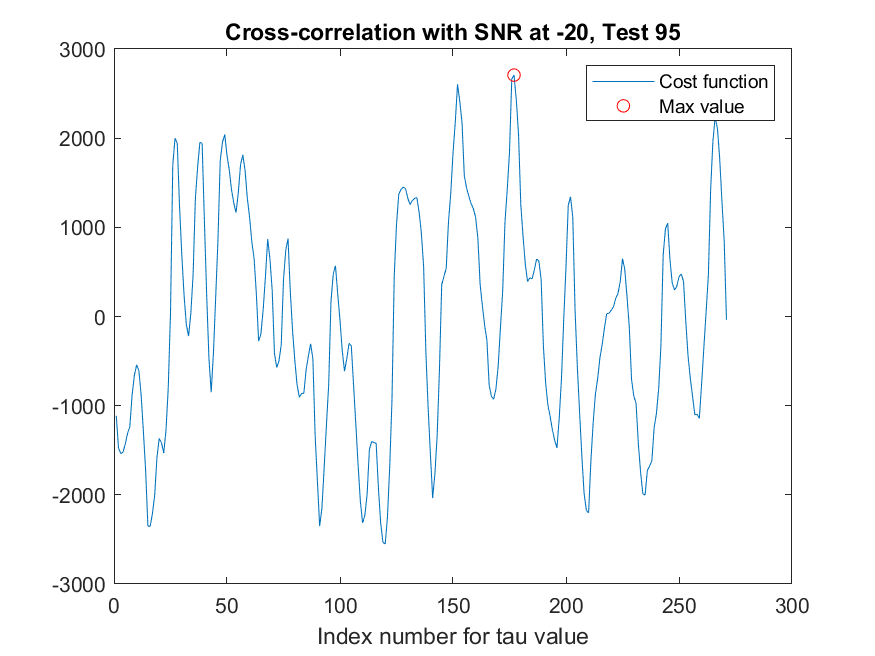 Cross-correlation with SNR at -20, Test 95
3000
2000
1000
0
-1000
-2000
-3000
Cost function
Max value
0 50 100 150 200 250 300
Index number for tau value